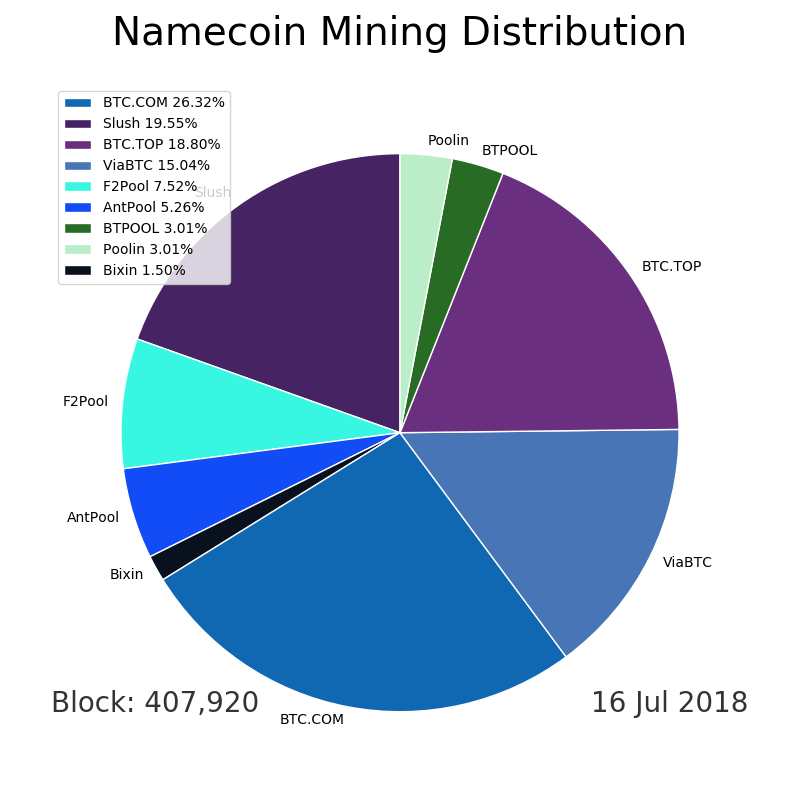 Namecoin Mining Distribution
BTC.COM 26.32%
Slush 19.55%
BTC.TOP 18.80%
ViaBTC 15.04%
F2Pool 7.52%
AntPool 5.26%
BTPOOL 3.01%
Poolin 3.01%
Bixin 1.50%
Poolin
BTPOOL
Slush
BTC.TOP
F2Pool
AntPool
ViaBTC
Bixin
Block: 407,920
16 Jul 2018
BTC.COM